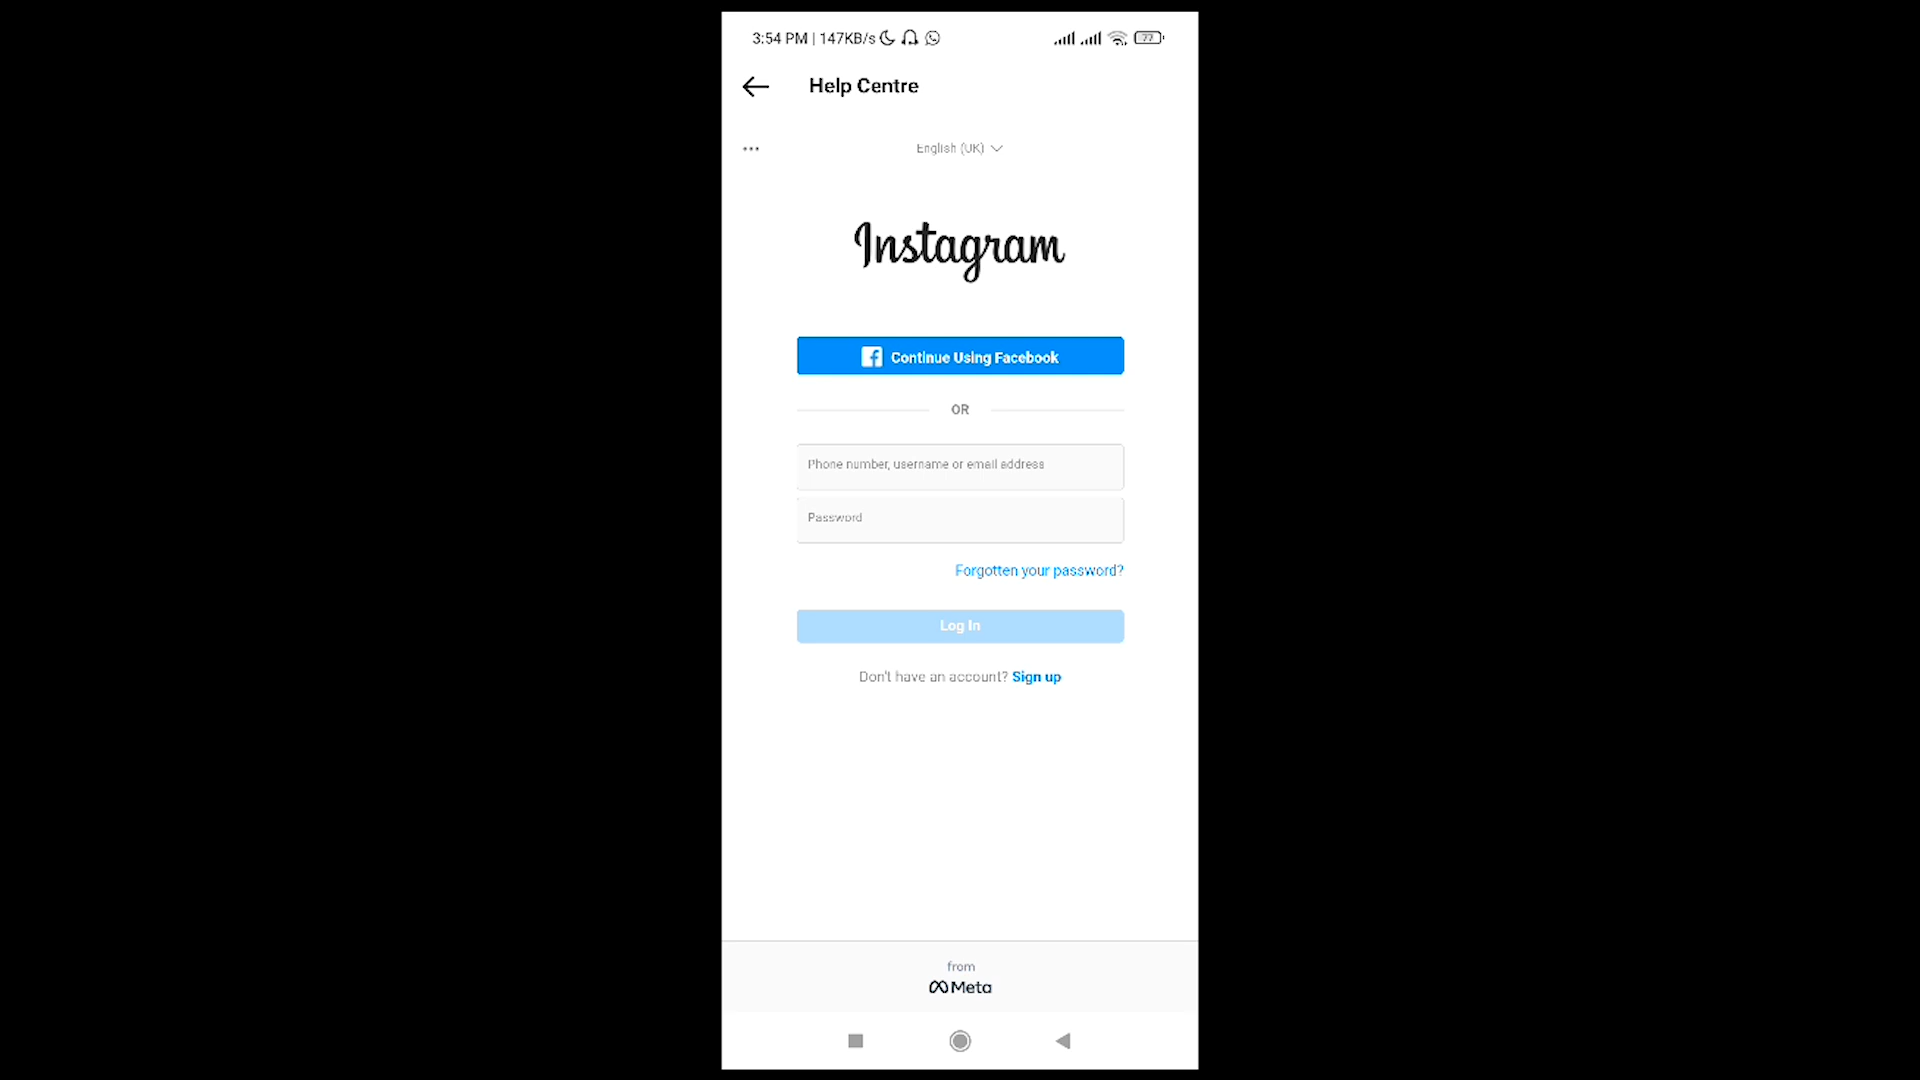 3:54 PM | 147KB/s
77
Help Centre
English (UK)
Instagram
Continue Using Facebook
OR
Phone number, username or email address
Password
Forgotten your password?
Log In
Don't have an account? Sign up
from
Meta